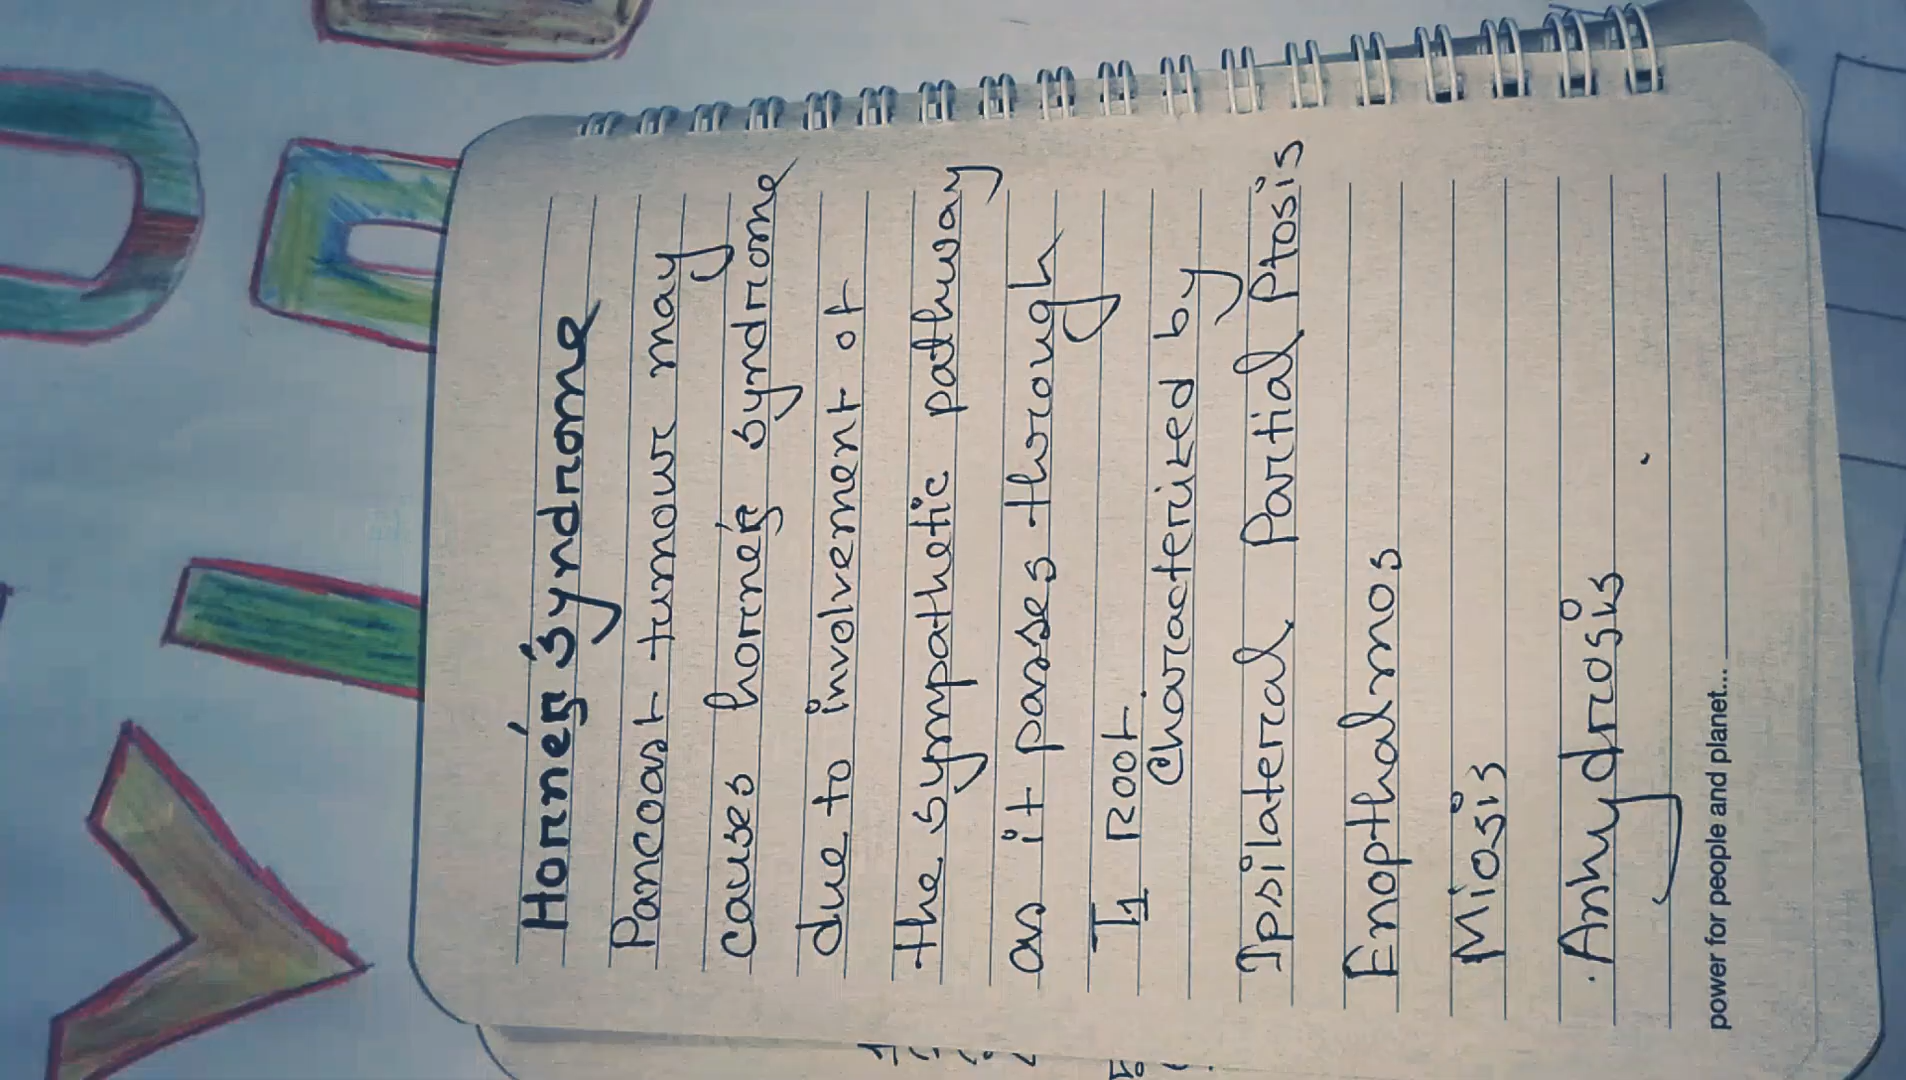 Horner's Syndrome
Pancoast tumour may
causes horner's syndrome
due to involvement of
the sympathetic pathway
as it passes through
T1 Root.
Characterized by
Ipsilateral Partial Ptosis
Enopthalmos
Miosis
Anhydrosis
power for people and planet...